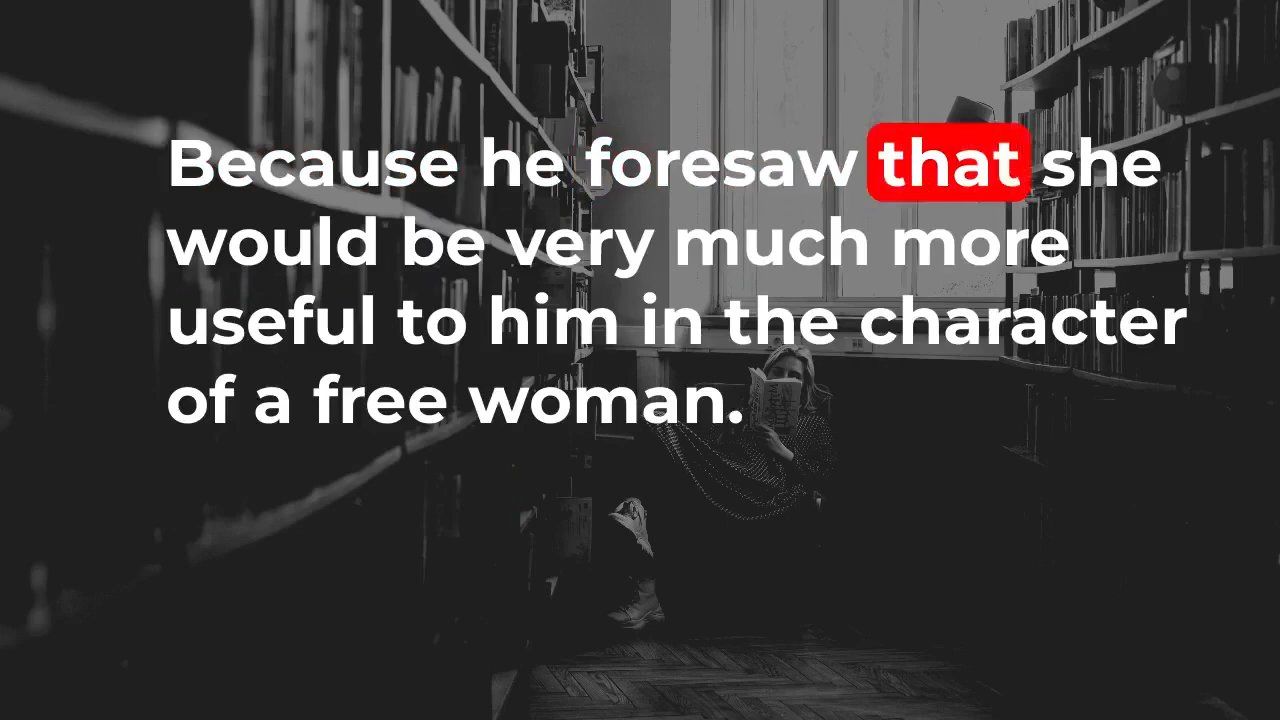 Because he foresaw that she
would be very much more
useful to him in the character
of a free woman.